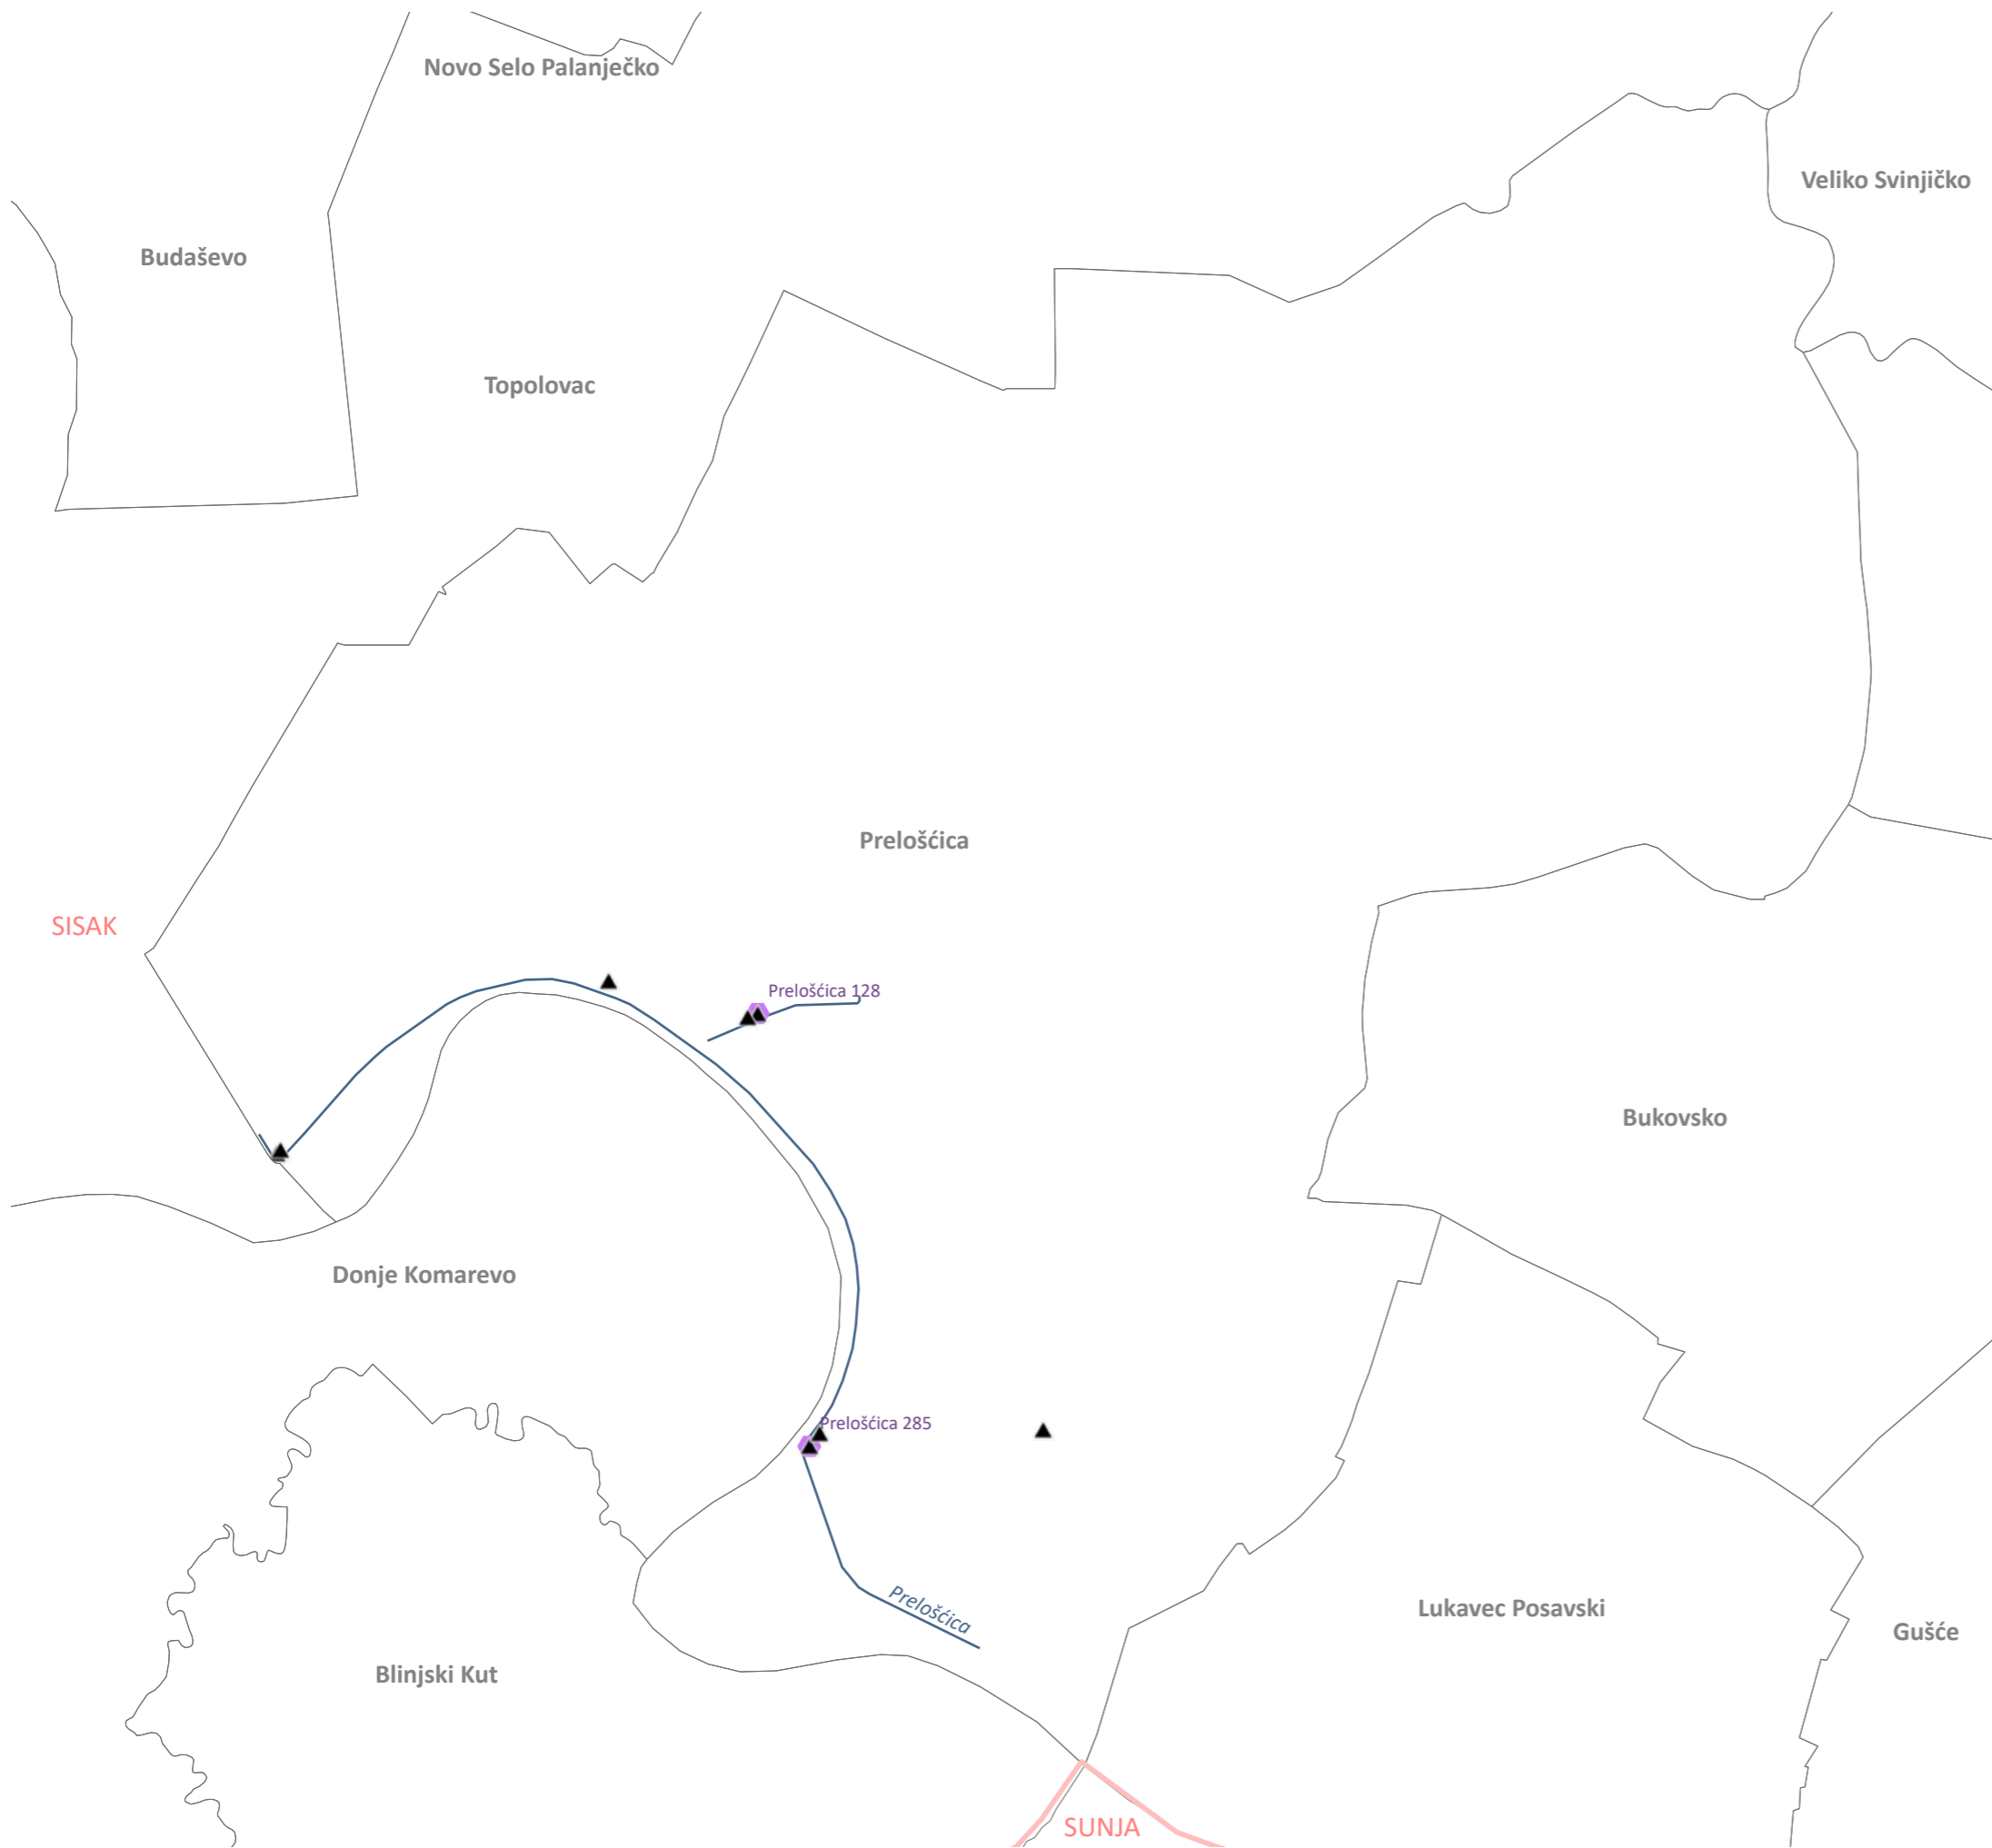 Novo Selo Palanječko
Veliko Svinjičko
Budaševo
Topolovac
Prelošćica
SISAK
Prelošćica 128
Bukovsko
Donje Komarevo
Prelošćica 285
Prelošćica
Lukavec Posavski
Gušće
Blinjski Kut
SUNJA